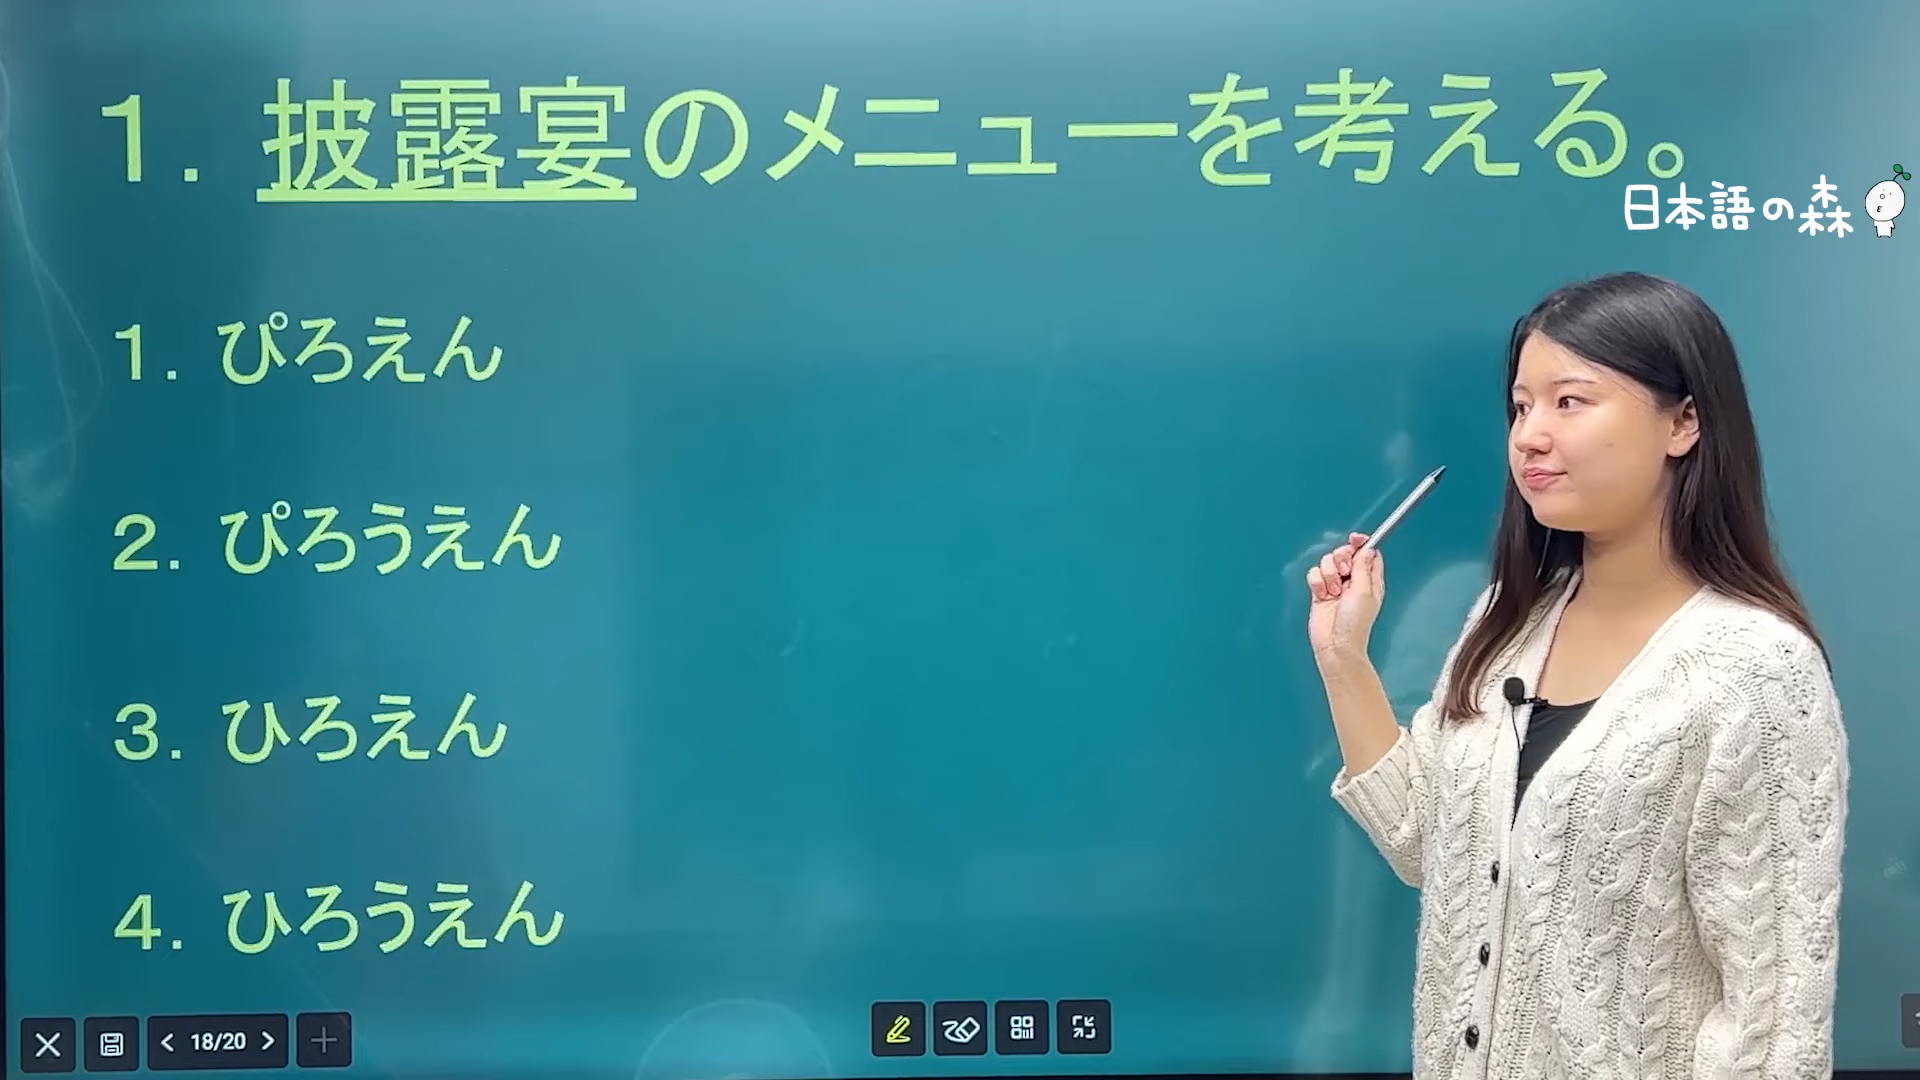 1. 披露宴のメニューを考える。
日本語の森
1. ぴろえん
2. ぴろうえん
3. ひろえん
4. ひろうえん
18/20